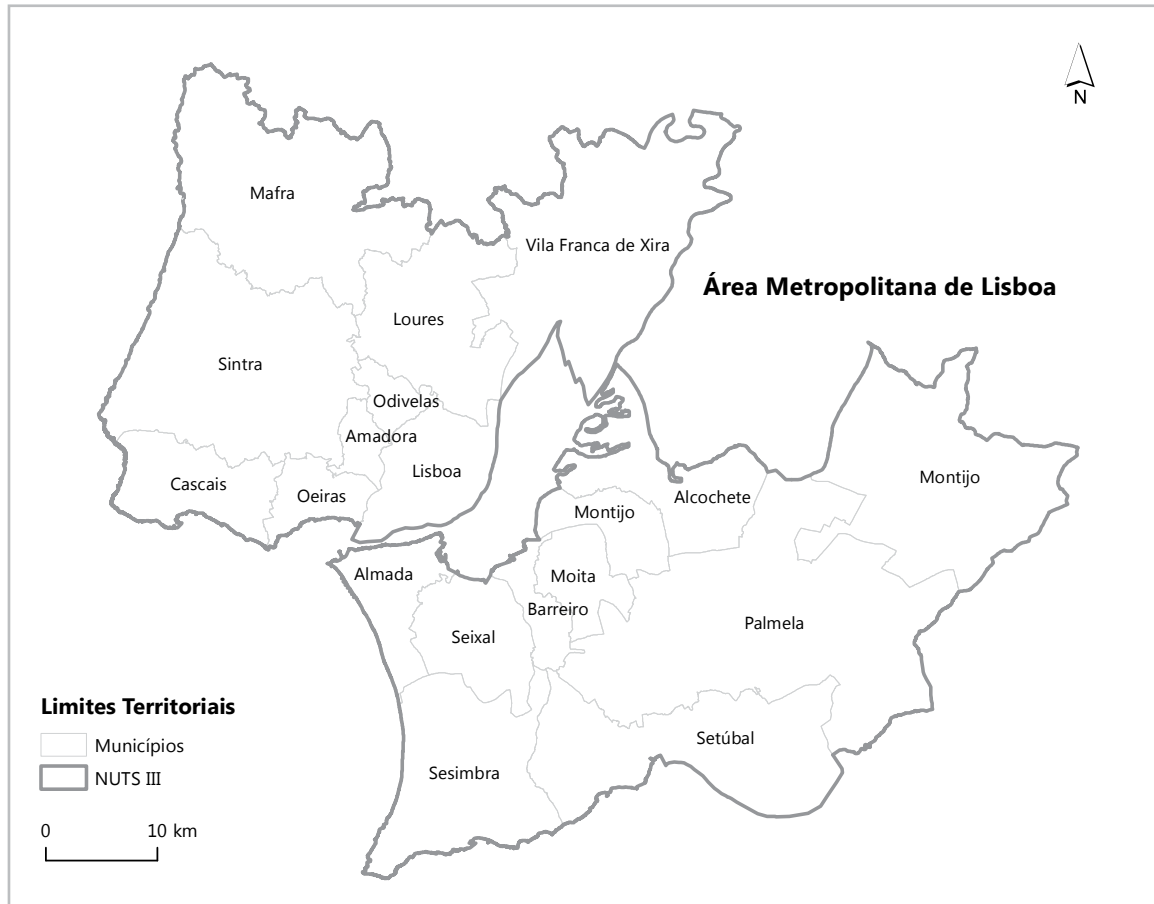 N
Mafra
Vila Franca de Xira
Área Metropolitana de Lisboa
Loures
Sintra
Odivelas
Amadora
Lisboa
Cascais
Oeiras
Montijo
Alcochete
Montijo
Almada
Moita
Barreiro
Seixal
Palmela
Setúbal
Sesimbra
Limites Territoriais
Municípios
NUTS III
0 10 km